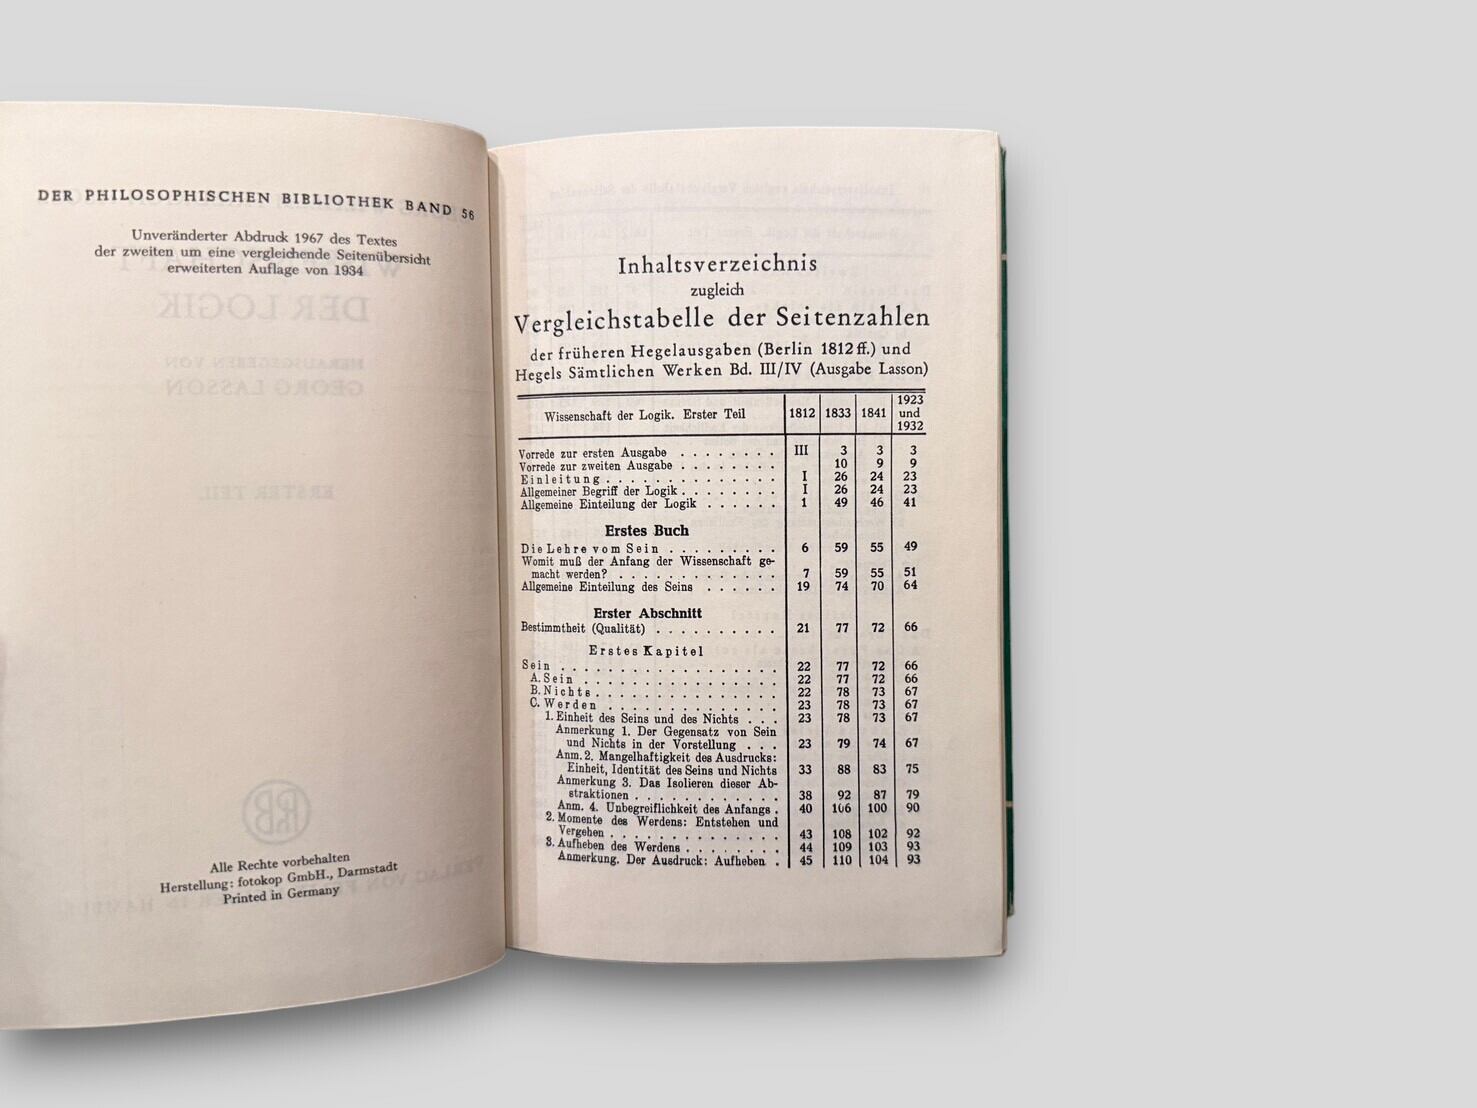 DER PHILOSOPHISCHEN BIBLIOTHEK BAND 56
Unveränderter Abdruck 1967 des Textes
der zweiten um eine vergleichende Seitenübersicht
erweiterten Auflage von 1934
Alle Rechte vorbehalten
Herstellung: fotokop GmbH., Darmstadt
Printed in Germany
Inhaltsverzeichnis
zugleich
Vergleichstabelle der Seitenzahlen
der früheren Hegelausgaben (Berlin 1812 ff.) und
Hegels Sämtlichen Werken Bd. III/IV (Ausgabe Lasson)
Wissenschaft der Logik. Erster Teil 1812 1833 1841 1923 und 1932
Vorrede zur ersten Ausgabe . . . . . . . . III 3 3 3
Vorrede zur zweiten Ausgabe . . . . . . . . 10 9 9
Einleitung . . . . . . . . . . . . . . I 26 24 23
Allgemeiner Begriff der Logik . . . . . . . . I 26 24 23
Allgemeine Einteilung der Logik . . . . . . 1 49 46 41
Erstes Buch
Die Lehre vom Sein . . . . . . . . . 6 59 55 49
Womit muß der Anfang der Wissenschaft ge-
macht werden? . . . . . . . . . . . . . 7 59 55 51
Allgemeine Einteilung des Seins . . . . . . 19 74 70 64
Erster Abschnitt
Bestimmtheit (Qualität) . . . . . . . . . . 21 77 72 66
Erstes Kapitel
Sein . . . . . . . . . . . . . . . . . 22 77 72 66
A. Sein . . . . . . . . . . . . . . . 22 77 72 66
B. Nichts . . . . . . . . . . . . . . 22 78 73 67
C. Werden . . . . . . . . . . . . . . 23 78 73 67
1. Einheit des Seins und des Nichts . . . 23 78 73 67
Anmerkung 1. Der Gegensatz von Sein
und Nichts in der Vorstellung . . . 23 79 74 67
Anm. 2. Mangelhaftigkeit des Ausdrucks:
Einheit, Identität des Seins und Nichts 33 88 83 75
Anmerkung 3. Das Isolieren dieser Ab-
straktionen . . . . . . . . . . . . 38 92 87 79
Anm. 4. Unbegreiflichkeit des Anfangs . 40 106 100 90
2. Momente des Werdens: Entstehen und
Vergehen . . . . . . . . . . . . . 43 108 102 92
3. Aufheben des Werdens . . . . . . . . 44 109 103 93
Anmerkung. Der Ausdruck: Aufheben . 45 110 104 93